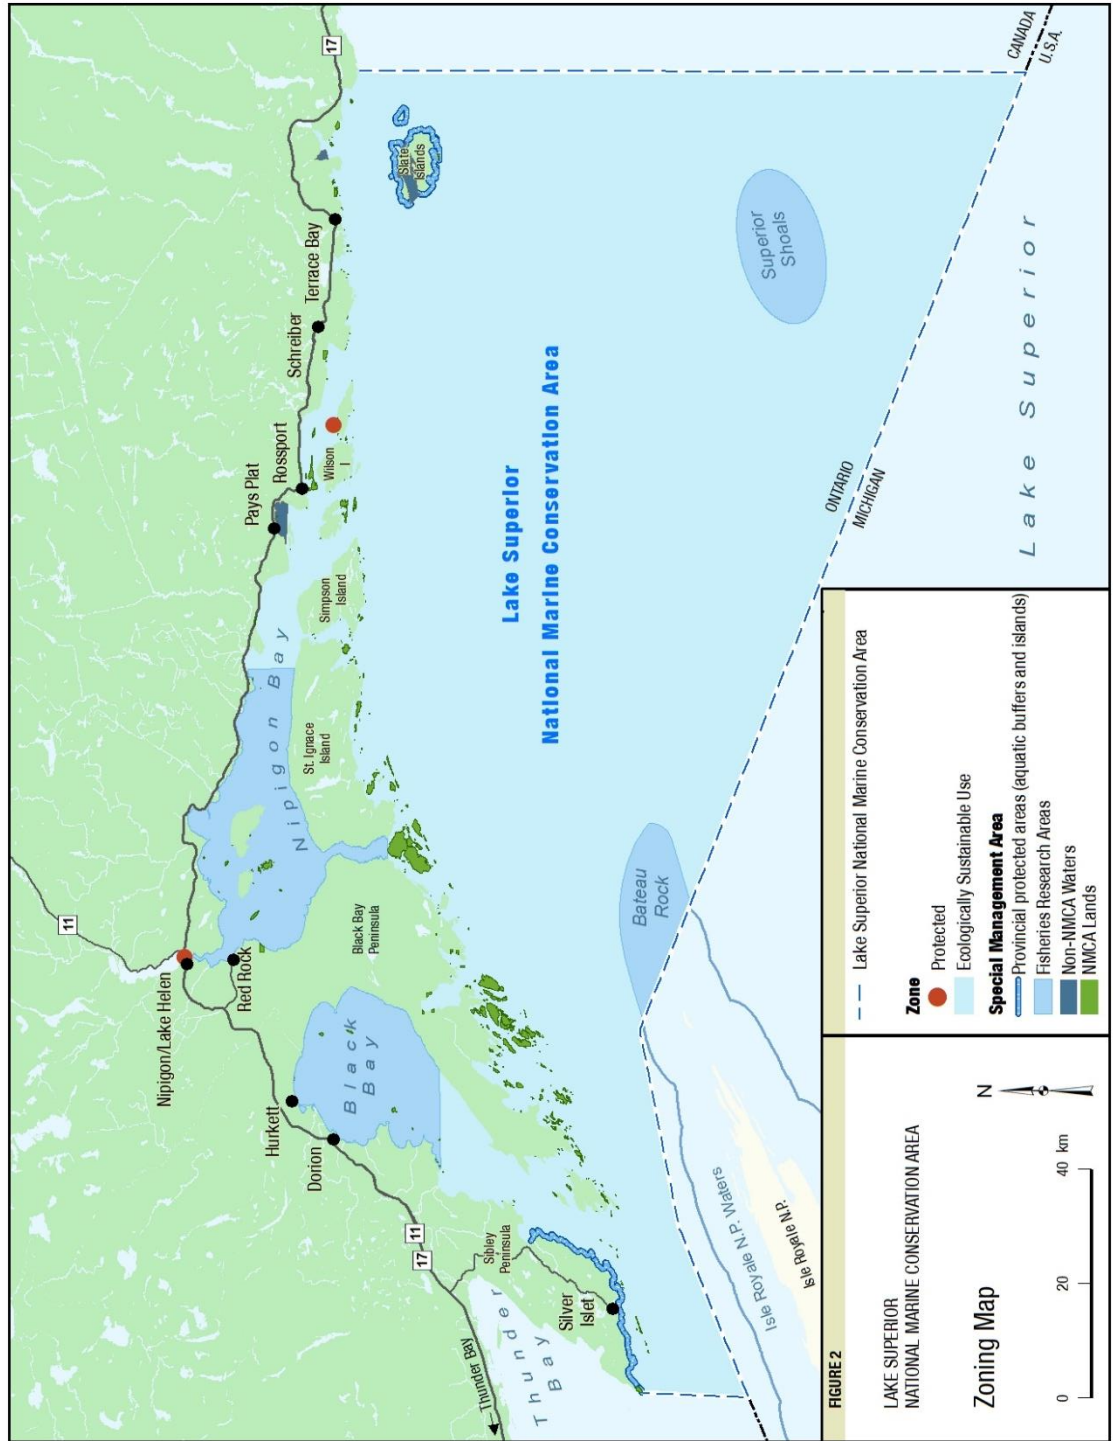 11
17
Nipigon/Lake Helen
Red Rock
Hurkett
Dorion
Pays Plat
Rossport
Schreiber
Terrace Bay
Nipigon Bay
Black
Bay
Black Bay
Peninsula
St. Ignace
Island
Simpson
Island
Wilson
I
Slate
Islands
11
17
Sibley
Peninsula
← Thunder Bay
Thunder
Bay
Silver
Islet
Lake Superior
National Marine Conservation Area
Bateau
Rock
Superior
Shoals
Isle Royale N.P. Waters
Isle Royale N.P.
ONTARIO
MICHIGAN
Lake Superior
CANADA
U.S.A.
FIGURE 2
LAKE SUPERIOR
NATIONAL MARINE CONSERVATION AREA
Zoning Map
N
0 20 40 km
Lake Superior National Marine Conservation Area
Zone
Protected
Ecologically Sustainable Use
Special Management Area
Provincial protected areas (aquatic buffers and islands)
Fisheries Research Areas
Non-NMCA Waters
NMCA Lands